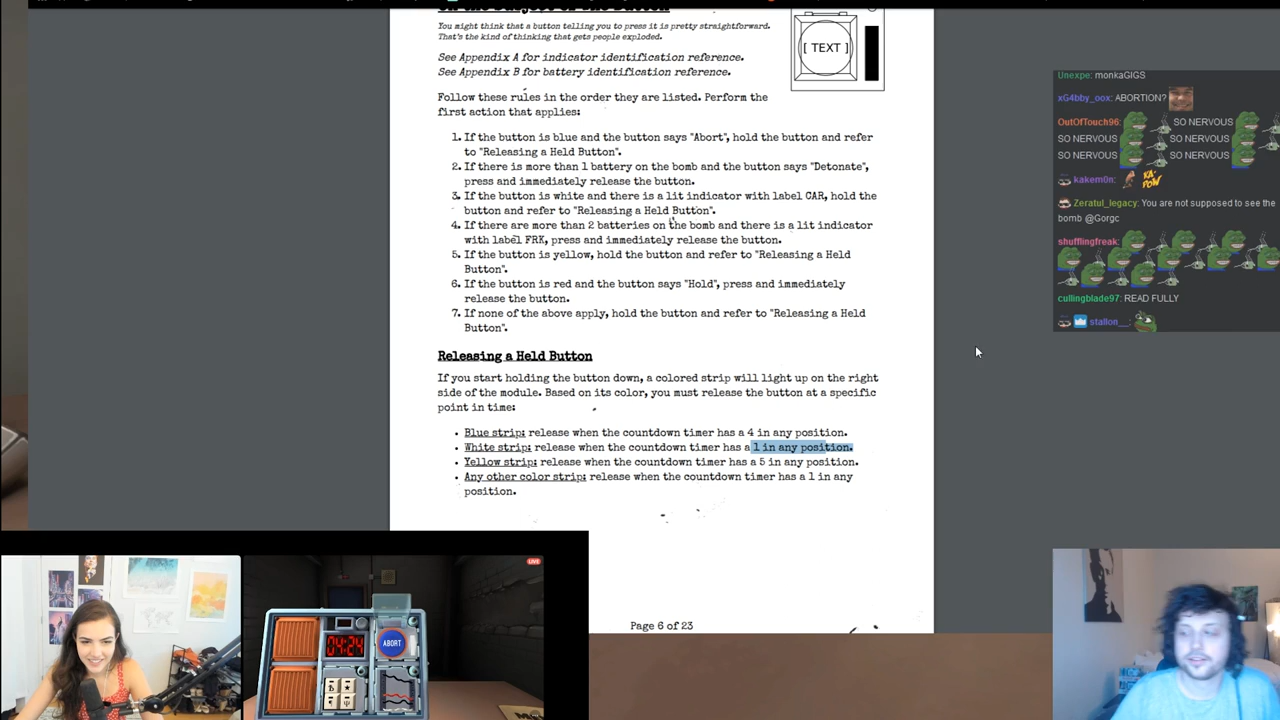 On the Subject of The Button
You might think that a button telling you to press it is pretty straightforward.
That's the kind of thinking that gets people exploded.
See Appendix A for indicator identification reference.
See Appendix B for battery identification reference.
[ TEXT ]
Follow these rules in the order they are listed. Perform the
first action that applies:
1. If the button is blue and the button says "Abort", hold the button and refer
to "Releasing a Held Button".
2. If there is more than 1 battery on the bomb and the button says "Detonate",
press and immediately release the button.
3. If the button is white and there is a lit indicator with label CAR, hold the
button and refer to "Releasing a Held Button".
4. If there are more than 2 batteries on the bomb and there is a lit indicator
with label FRK, press and immediately release the button.
5. If the button is yellow, hold the button and refer to "Releasing a Held
Button".
6. If the button is red and the button says "Hold", press and immediately
release the button.
7. If none of the above apply, hold the button and refer to "Releasing a Held
Button".
Releasing a Held Button
If you start holding the button down, a colored strip will light up on the right
side of the module. Based on its color, you must release the button at a specific
point in time:
• Blue strip: release when the countdown timer has a 4 in any position.
• White strip: release when the countdown timer has a 1 in any position.
• Yellow strip: release when the countdown timer has a 5 in any position.
• Any other color strip: release when the countdown timer has a 1 in any
position.
Page 6 of 23
Unexpe: monkaGIGS
xG4bby_oox: ABORTION?
OutOfTouch96: SO NERVOUS
SO NERVOUS SO NERVOUS
SO NERVOUS SO NERVOUS
kakem0n:
KA-
POW
Zeratul_legacy: You are not supposed to see the
bomb @Gorgc
shufflingfreak:
cullingblade97: READ FULLY
stallon__:
LIVE
04:24
ABORT